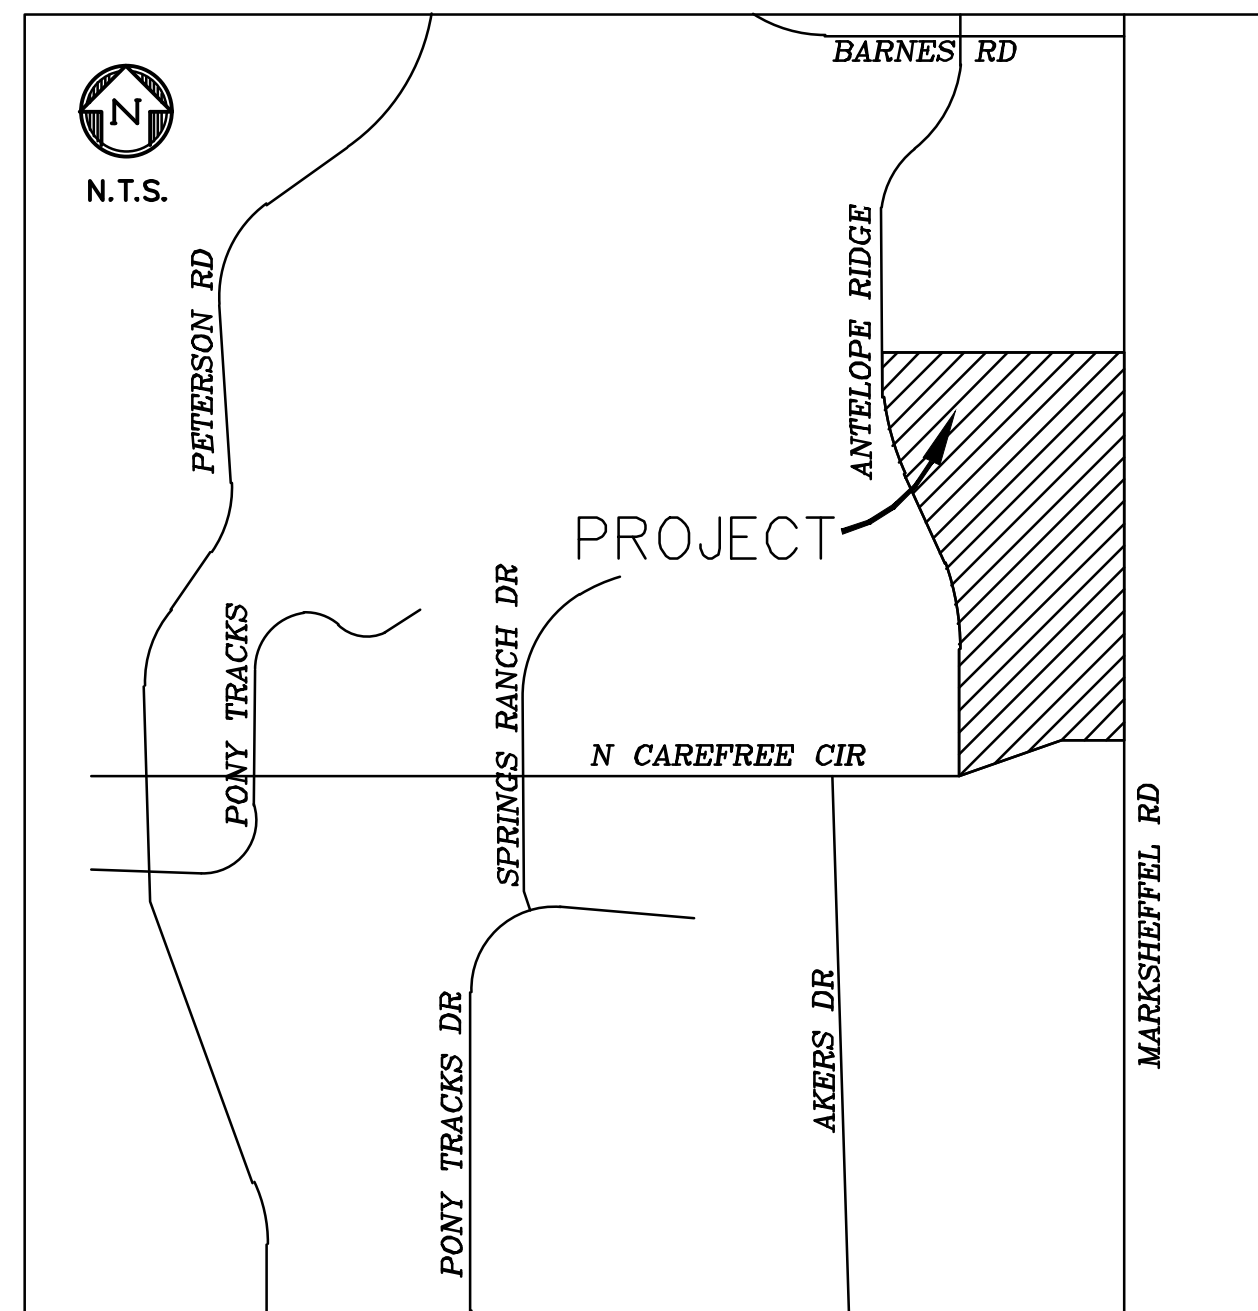 BARNES RD
N
N.T.S.
PETERSON RD
ANTELOPE RIDGE
PROJECT
SPRINGS RANCH DR
PONY TRACKS
N CAREFREE CIR
MARKSHEFFEL RD
AKERS DR
PONY TRACKS DR